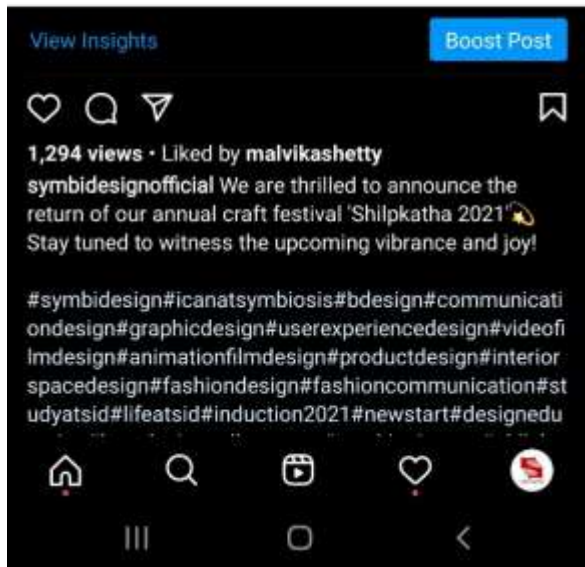 View Insights
Boost Post
1,294 views • Liked by malvikashetty
symbidesignofficial We are thrilled to announce the
return of our annual craft festival 'Shilpkatha 2021'💫
Stay tuned to witness the upcoming vibrance and joy!
#symbidesign#icanatsymbiosis#bdesign#communicati
ondesign#graphicdesign#userexperiencedesign#videofi
lmdesign#animationfilmdesign#productdesign#interior
spacedesign#fashiondesign#fashioncommunication#st
udyatsid#lifeatsid#induction2021#newstart#designedu